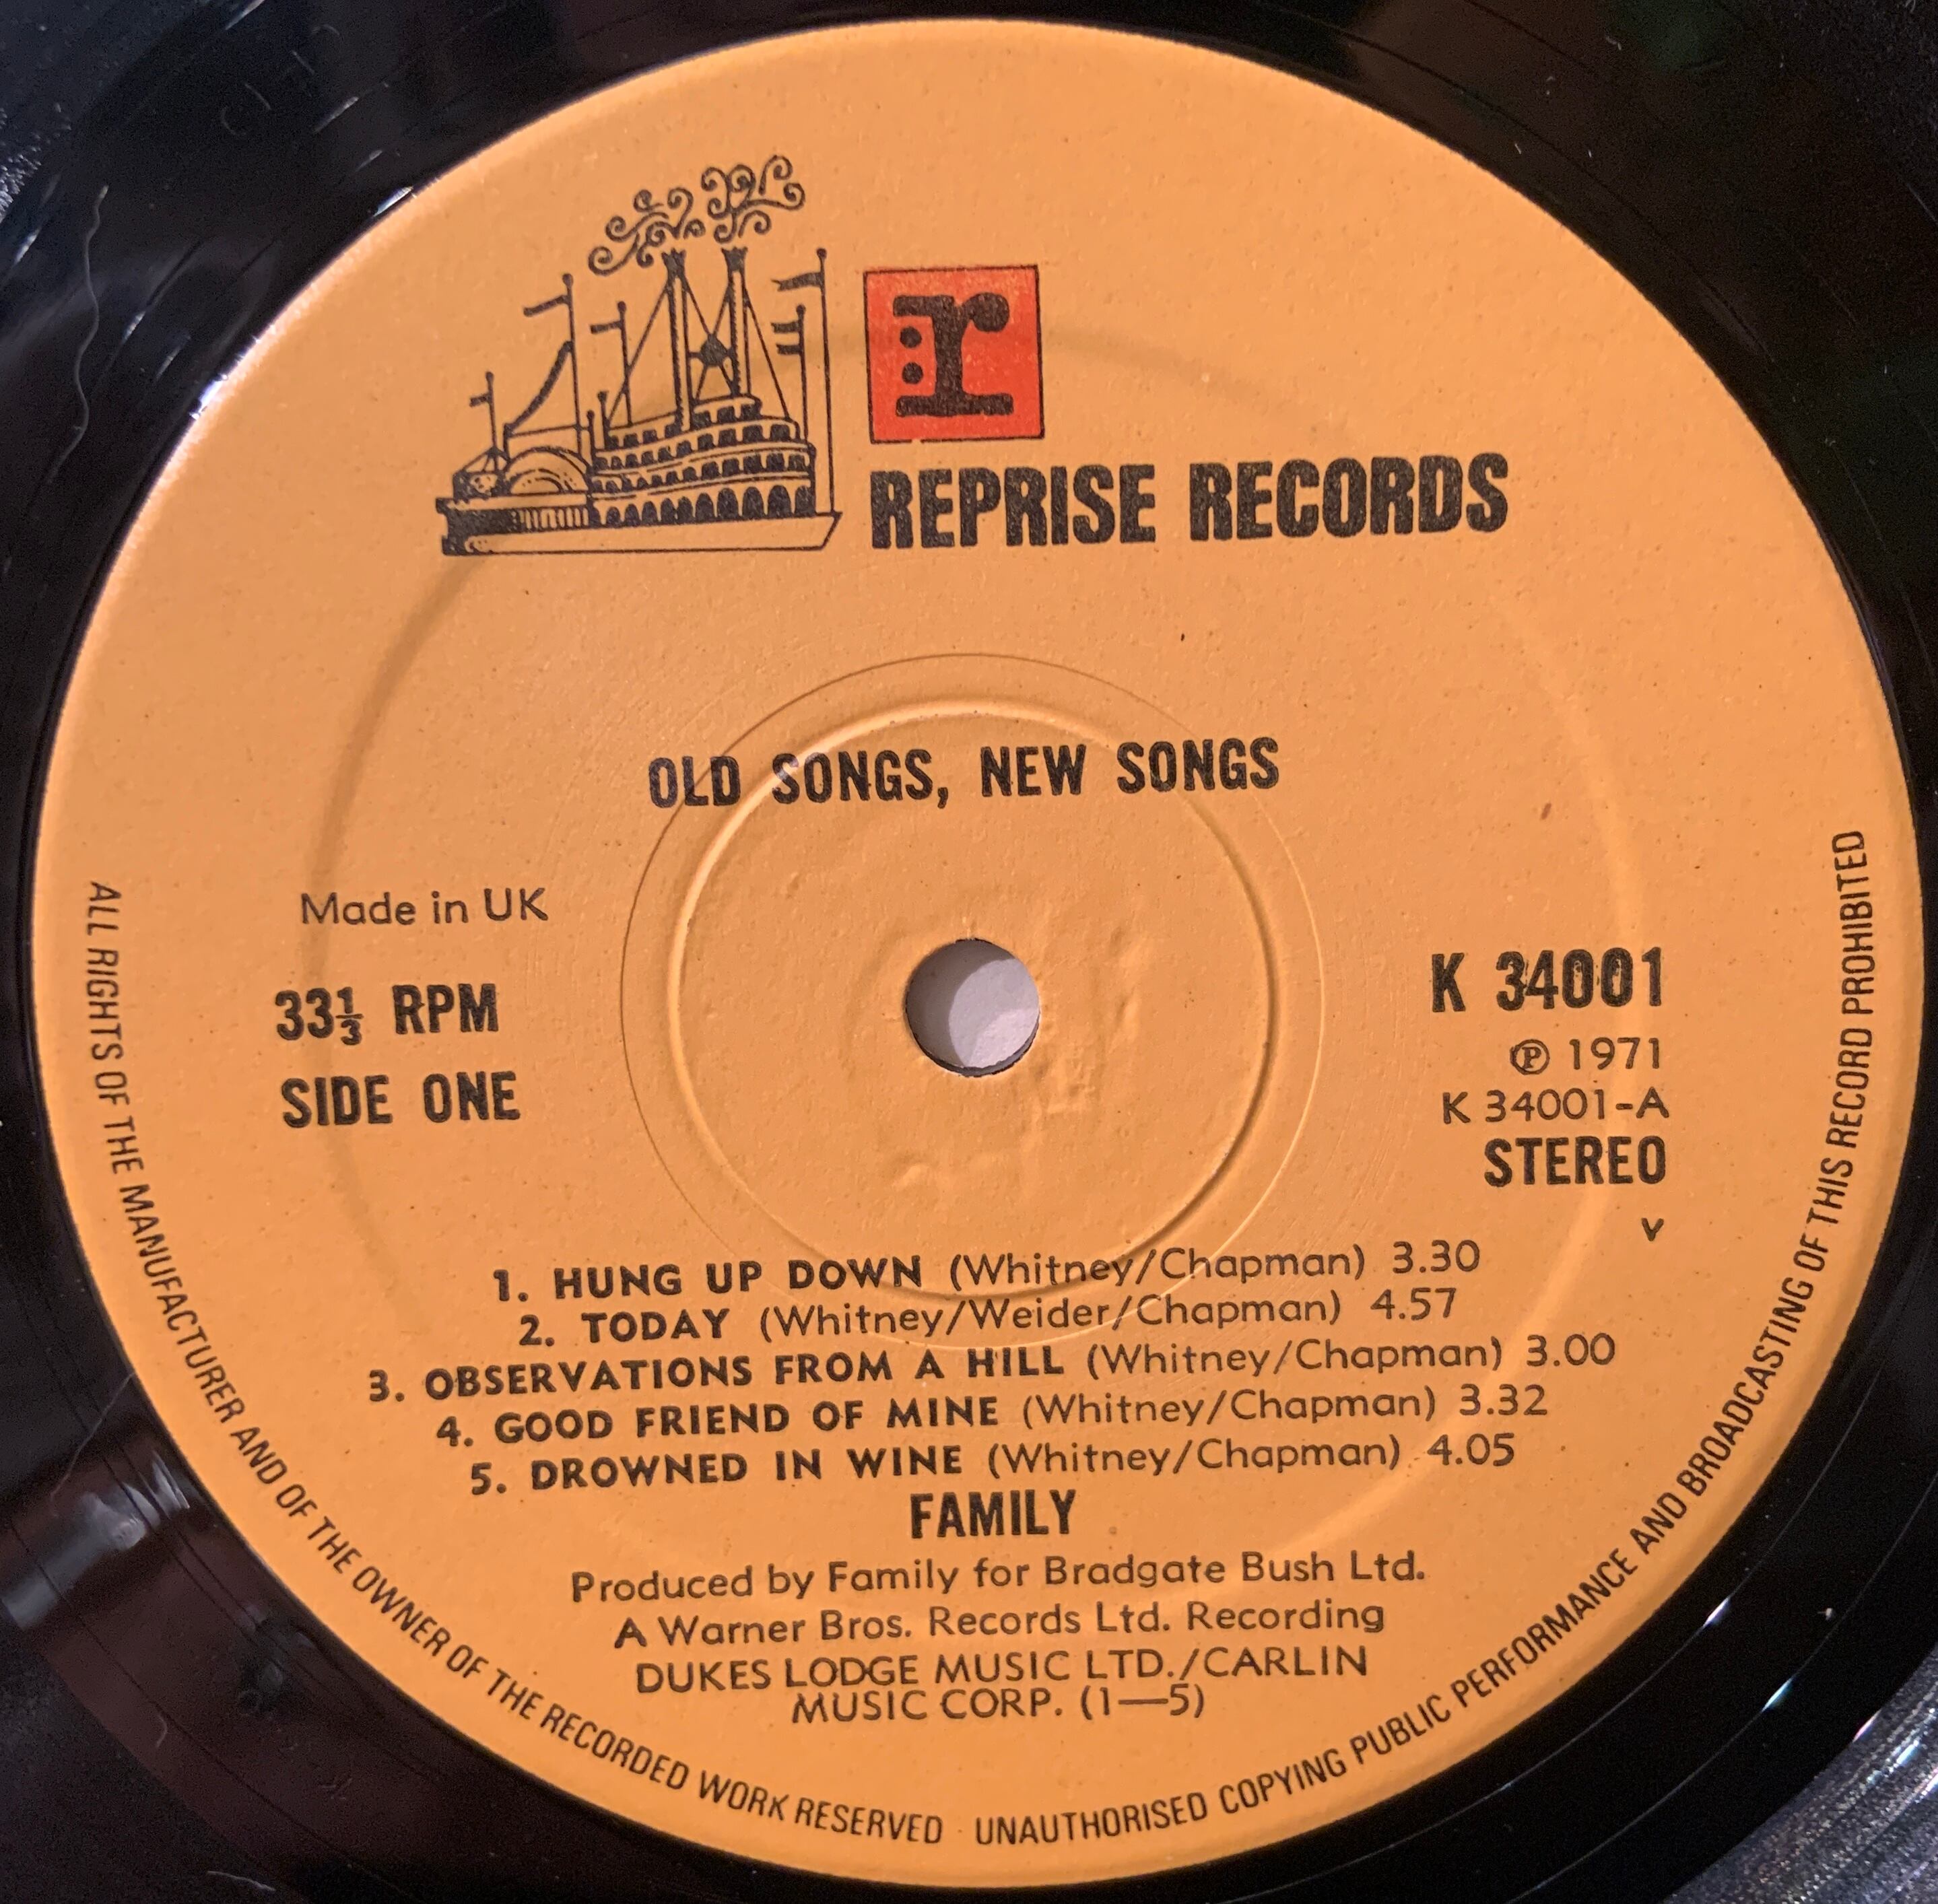 r
REPRISE RECORDS
OLD SONGS, NEW SONGS
Made in UK
33⅓ RPM
SIDE ONE
K 34001
℗ 1971
K 34001-A
STEREO
V
1. HUNG UP DOWN (Whitney/Chapman) 3.30
2. TODAY (Whitney/Weider/Chapman) 4.57
3. OBSERVATIONS FROM A HILL (Whitney/Chapman) 3.00
4. GOOD FRIEND OF MINE (Whitney/Chapman) 3.32
5. DROWNED IN WINE (Whitney/Chapman) 4.05
FAMILY
Produced by Family for Bradgate Bush Ltd.
A Warner Bros. Records Ltd. Recording
DUKES LODGE MUSIC LTD./CARLIN
MUSIC CORP. (1—5)
ALL RIGHTS OF THE MANUFACTURER AND OF THE OWNER OF THE RECORDED WORK RESERVED · UNAUTHORISED COPYING PUBLIC PERFORMANCE AND BROADCASTING OF THIS RECORD PROHIBITED